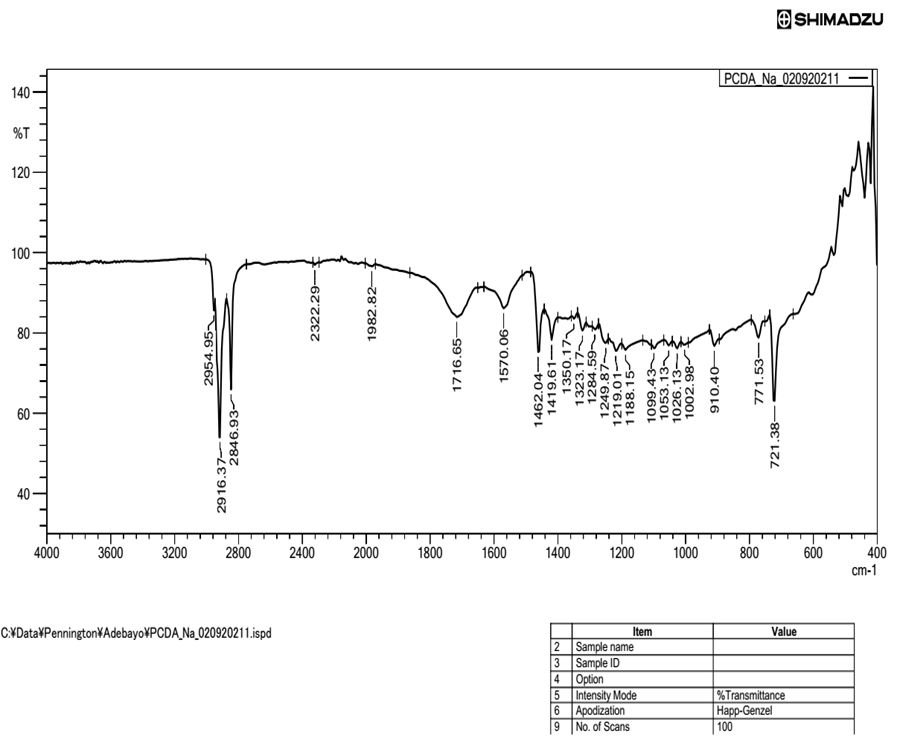 SHIMADZU
PCDA_Na_020920211
%T
140
120
100
80
60
40
2954.95
2916.37
2846.93
2322.29
1982.82
1716.65
1570.06
1462.04
1419.61
1350.17
1323.17
1284.59
1249.87
1219.01
1188.15
1099.43
1053.13
1026.13
1002.98
910.40
771.53
721.38
4000 3600 3200 2800 2400 2000 1800 1600 1400 1200 1000 800 600 400
cm-1
C:¥Data¥Pennington¥Adebayo¥PCDA_Na_020920211.ispd
Item Value
2 Sample name
3 Sample ID
4 Option
5 Intensity Mode %Transmittance
6 Apodization Happ-Genzel
9 No. of Scans 100